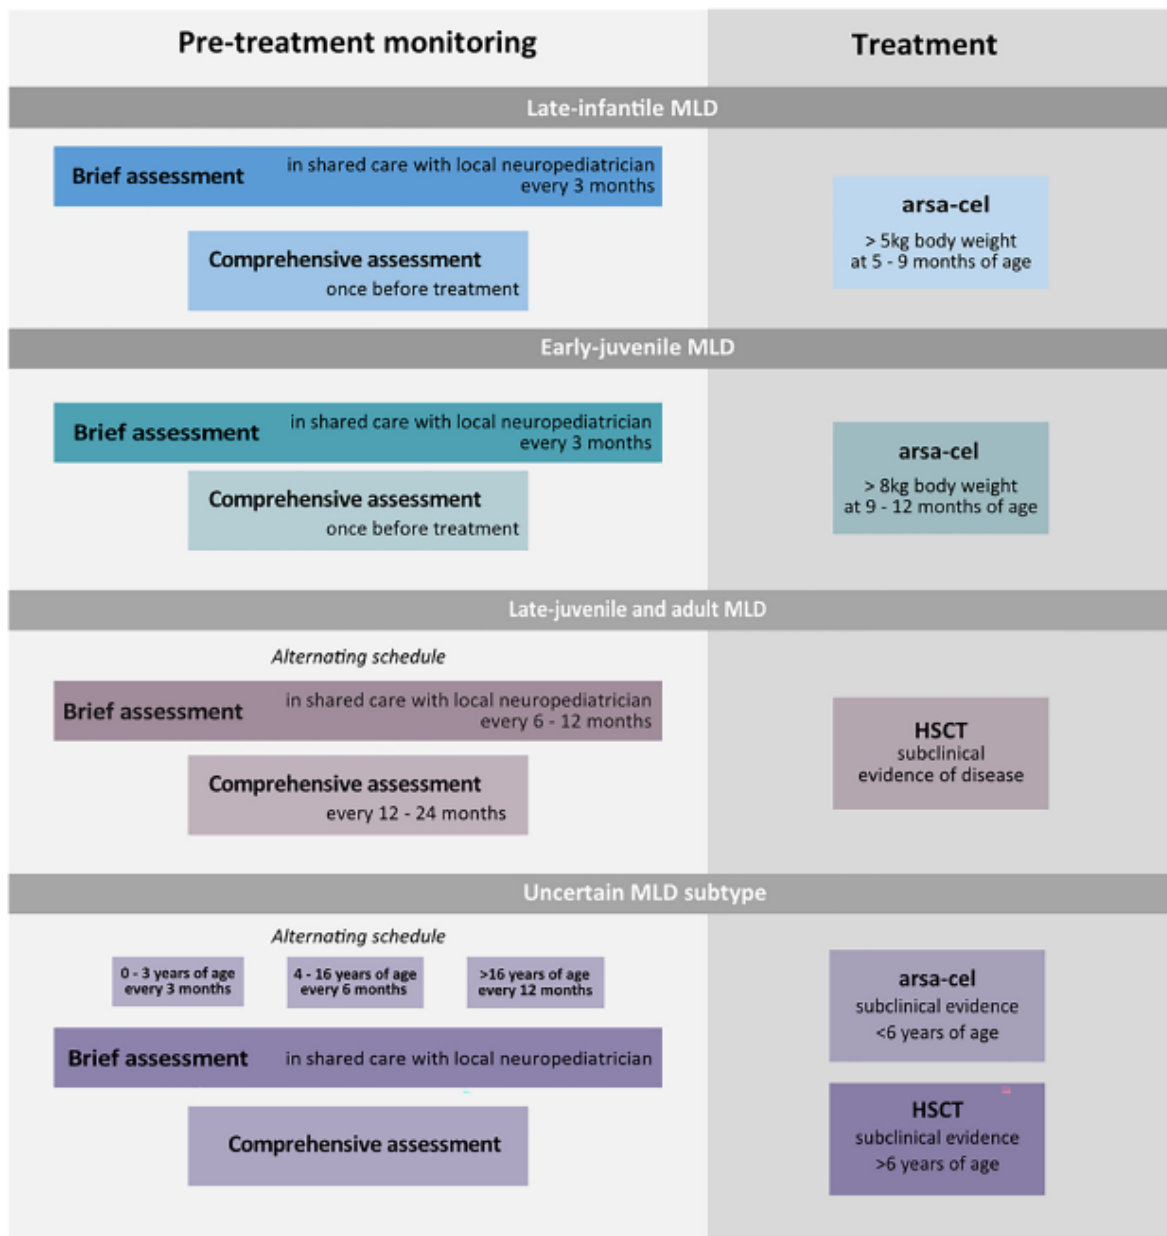 Pre-treatment monitoring
Treatment
Late-infantile MLD
Brief assessment
in shared care with local neuropediatrician
every 3 months
Comprehensive assessment
once before treatment
arsa-cel
> 5kg body weight
at 5 - 9 months of age
Early-juvenile MLD
Brief assessment
in shared care with local neuropediatrician
every 3 months
Comprehensive assessment
once before treatment
arsa-cel
> 8kg body weight
at 9 - 12 months of age
Late-juvenile and adult MLD
Alternating schedule
Brief assessment
in shared care with local neuropediatrician
every 6 - 12 months
Comprehensive assessment
every 12 - 24 months
HSCT
subclinical
evidence of disease
Uncertain MLD subtype
Alternating schedule
0 - 3 years of age
every 3 months
4 - 16 years of age
every 6 months
>16 years of age
every 12 months
Brief assessment
in shared care with local neuropediatrician
Comprehensive assessment
arsa-cel
subclinical evidence
<6 years of age
HSCT
subclinical evidence
>6 years of age